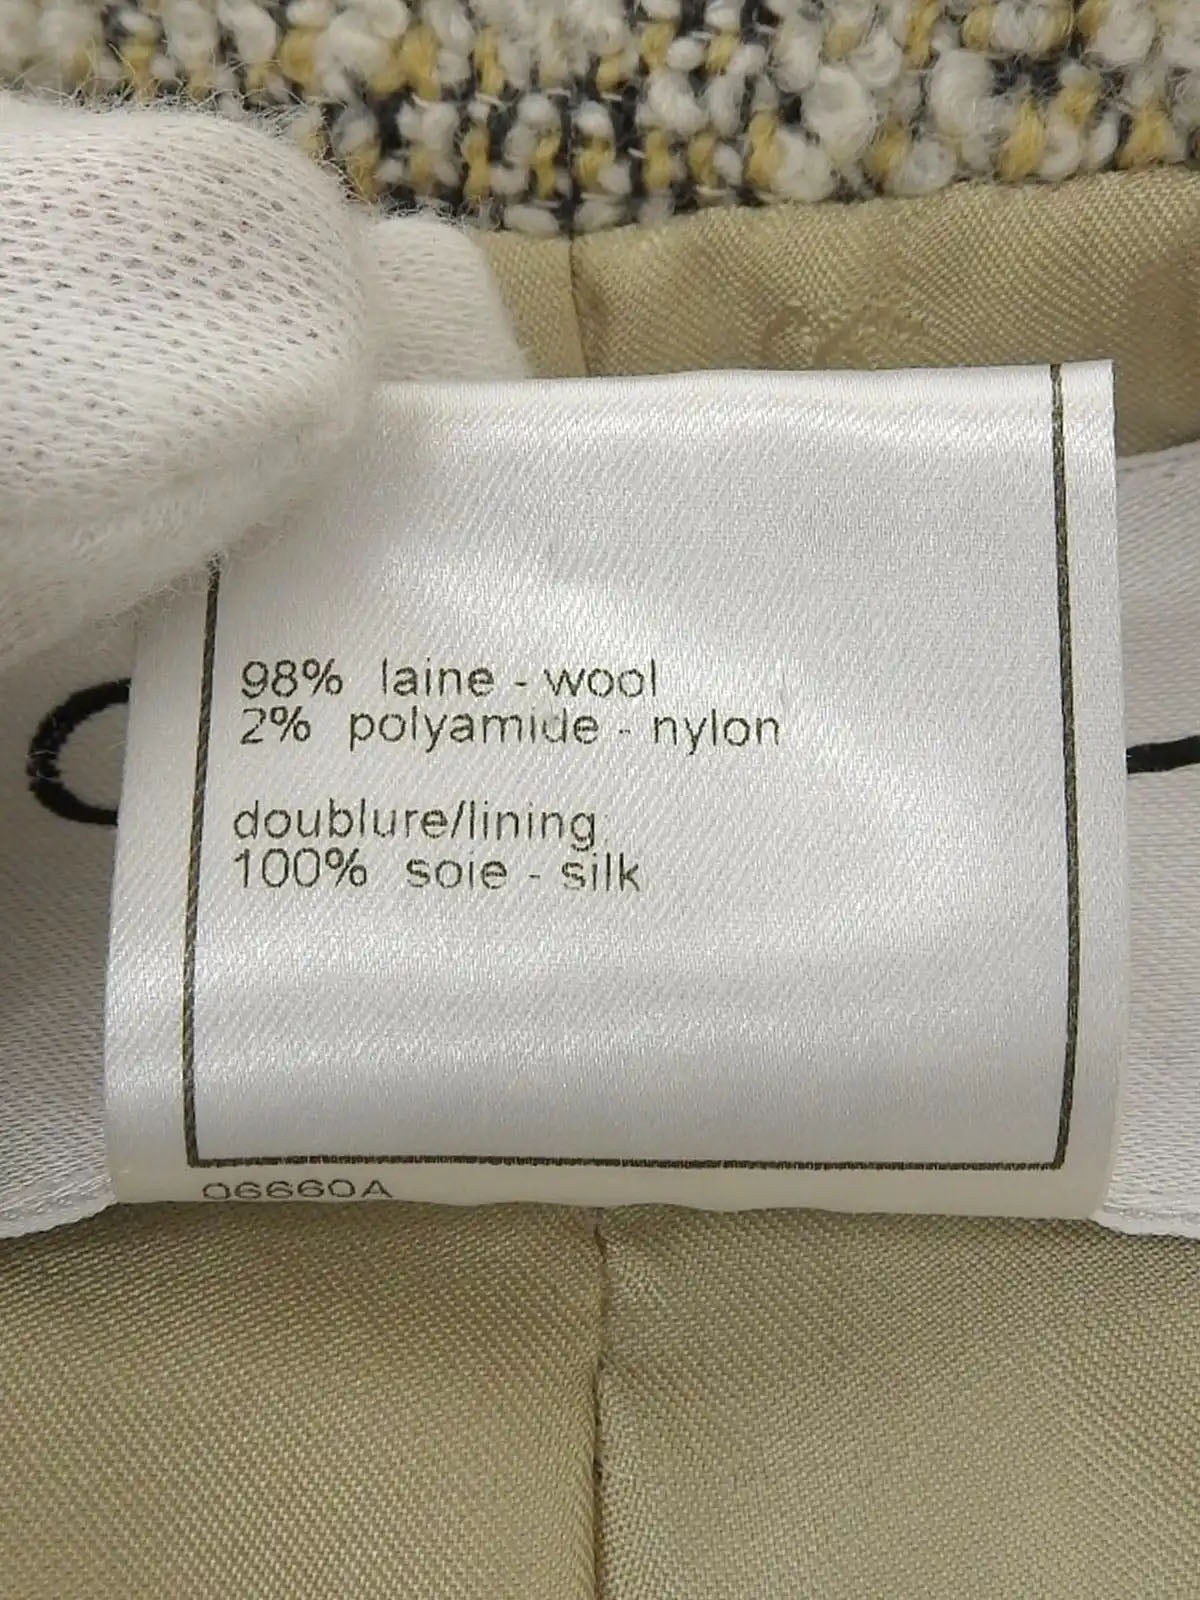 98% laine - wool
2% polyamide - nylon
doublure/lining:
100% soie - silk
06660A